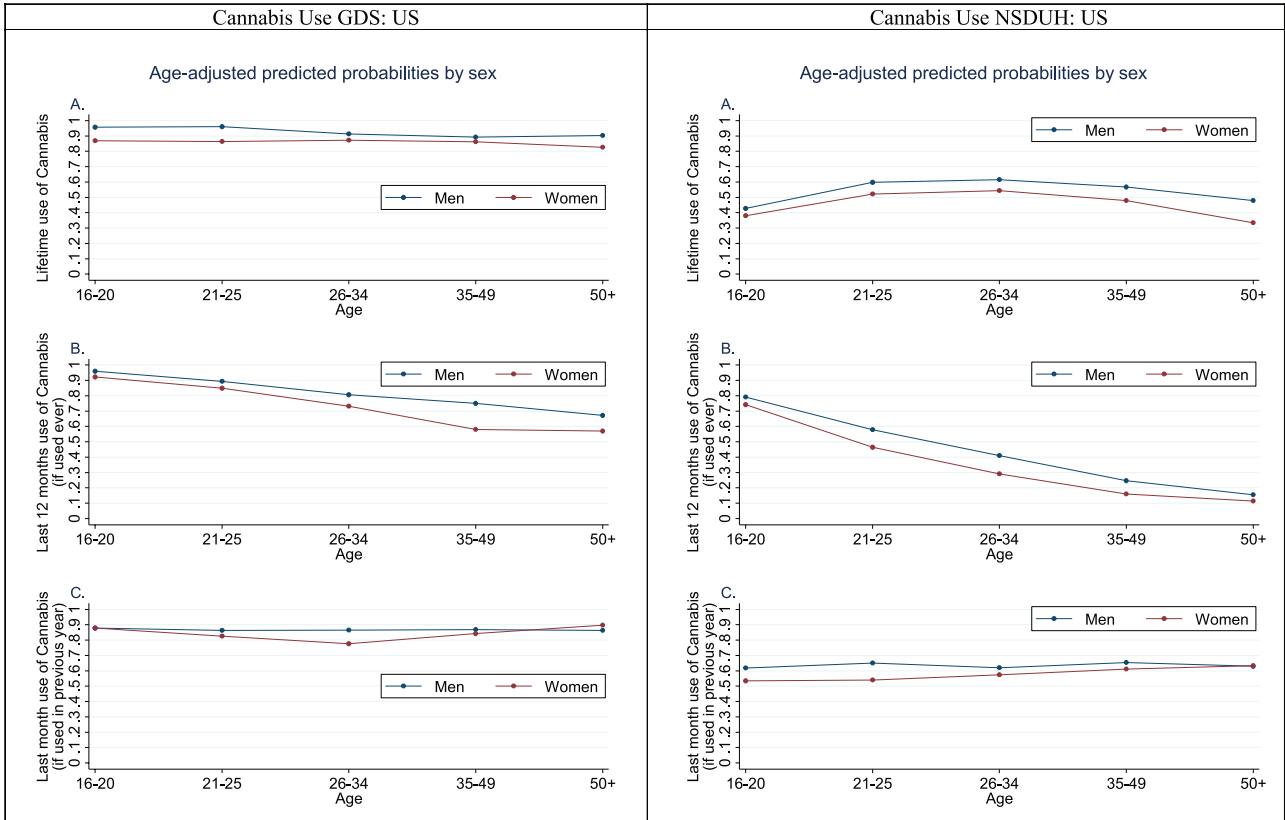 Cannabis Use GDS: US
Age-adjusted predicted probabilities by sex
A.
Lifetime use of Cannabis
0 .1 .2 .3 .4 .5 .6 .7 .8 .9 1
Men Women
16-20 21-25 26-34 35-49 50+
Age
B.
Last 12 months use of Cannabis
(if used ever)
0 .1 .2 .3 .4 .5 .6 .7 .8 .9 1
Men Women
16-20 21-25 26-34 35-49 50+
Age
C.
Last month use of Cannabis
(if used in previous year)
0 .1 .2 .3 .4 .5 .6 .7 .8 .9 1
Men Women
16-20 21-25 26-34 35-49 50+
Age
Cannabis Use NSDUH: US
Age-adjusted predicted probabilities by sex
A.
Lifetime use of Cannabis
0 .1 .2 .3 .4 .5 .6 .7 .8 .9 1
Men Women
16-20 21-25 26-34 35-49 50+
Age
B.
Last 12 months use of Cannabis
(if used ever)
0 .1 .2 .3 .4 .5 .6 .7 .8 .9 1
Men Women
16-20 21-25 26-34 35-49 50+
Age
C.
Last month use of Cannabis
(if used in previous year)
0 .1 .2 .3 .4 .5 .6 .7 .8 .9 1
Men Women
16-20 21-25 26-34 35-49 50+
Age